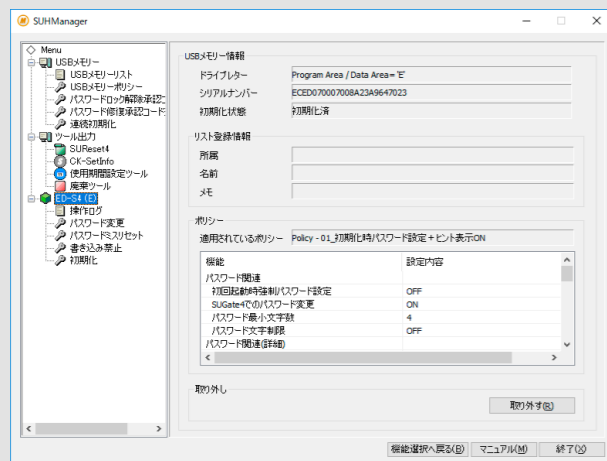 SUHManager
Menu
USBメモリー
USBメモリーリスト
USBメモリーポリシー
パスワードロック解除承認コ
パスワード修復承認コード
連続初期化
ツール出力
SUReset4
CK-SetInfo
使用期間設定ツール
廃棄ツール
ED-S4 (E)
操作ログ
パスワード変更
パスワードミスリセット
書き込み禁止
初期化
USBメモリー情報
ドライブレター Program Area / Data Area= 'E'
シリアルナンバー ECED070007008A23A9647023
初期化状態 初期化済
リスト登録情報
所属
名前
メモ
ポリシー
適用されているポリシー Policy - 01_初期化時パスワード設定+ヒント表示ON
機能 設定内容
パスワード関連
初回起動時強制パスワード設定 OFF
SUGate4でのパスワード変更 ON
パスワード最小文字数 4
パスワード文字制限 OFF
パスワード関連(詳細)
取り外し
取り外す(R)
機能選択へ戻る(B) マニュアル(M) 終了(X)